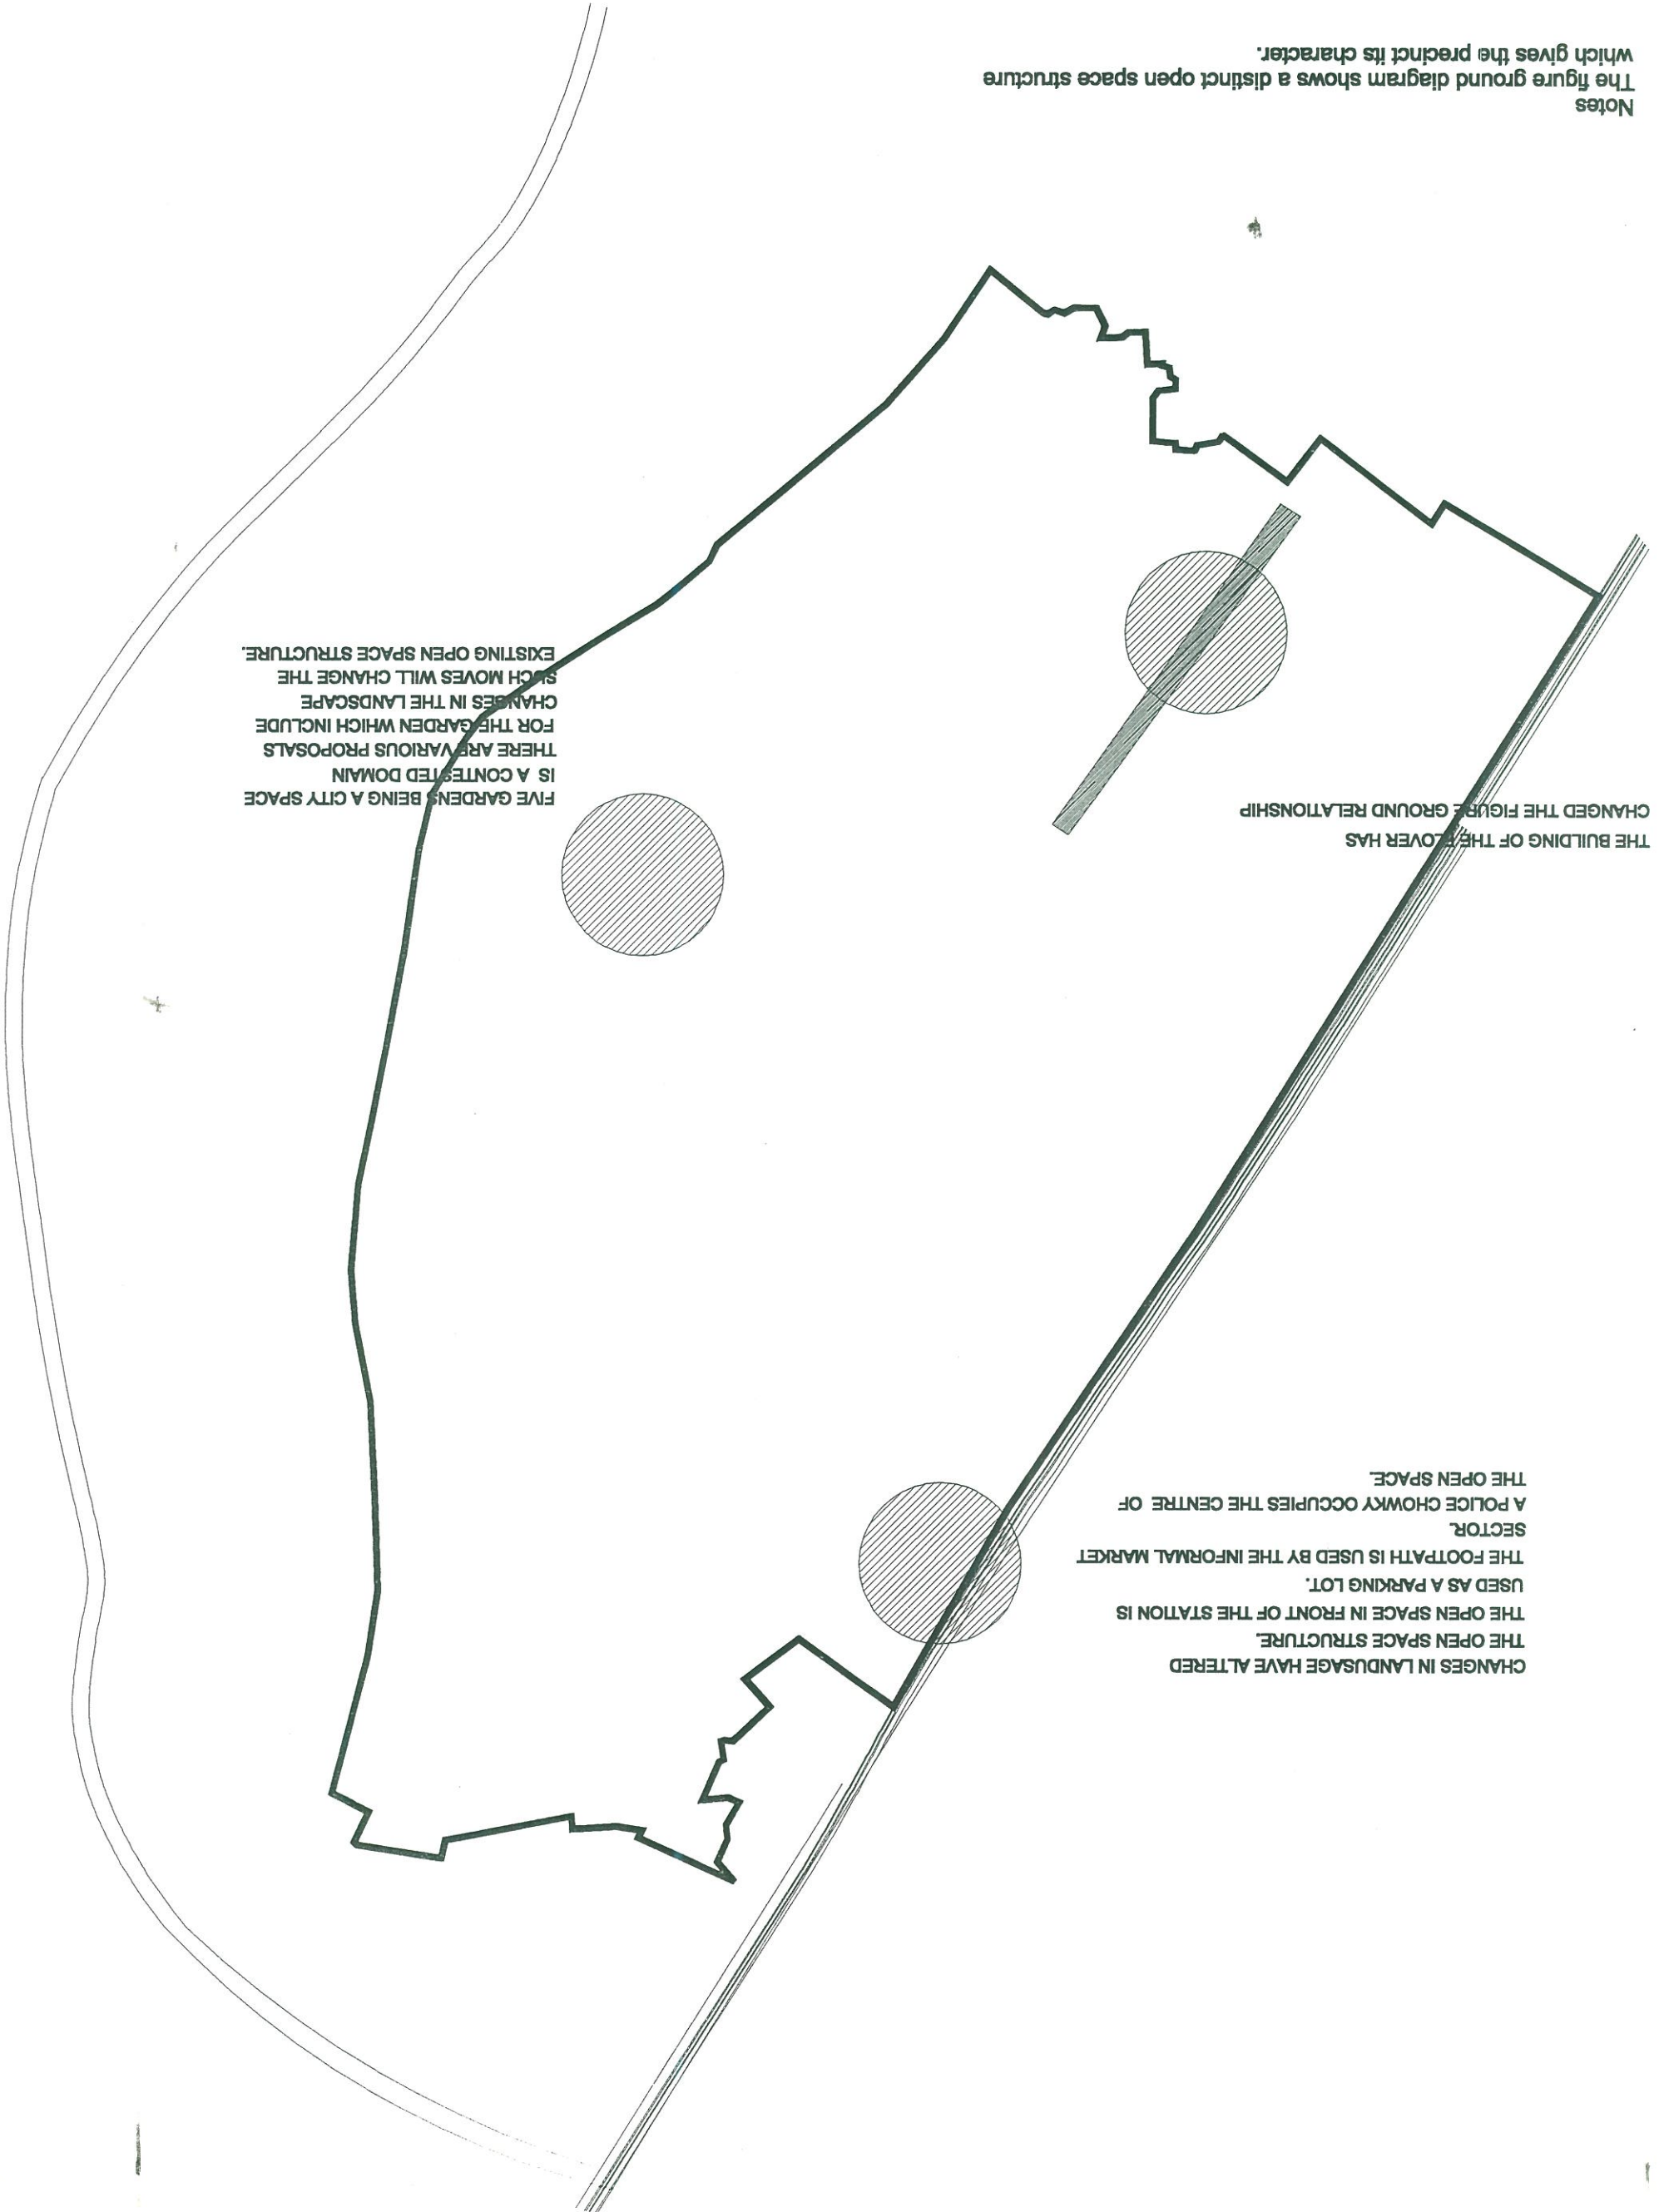 CHANGES IN LANDUSAGE HAVE ALTERED
THE OPEN SPACE STRUCTURE.
THE OPEN SPACE IN FRONT OF THE STATION IS
USED AS A PARKING LOT.
THE FOOTPATH IS USED BY THE INFORMAL MARKET
SECTOR.
A POLICE CHOWKY OCCUPIES THE CENTRE OF
THE OPEN SPACE.
THE BUILDING OF THE FLOVER HAS
CHANGED THE FIGURE GROUND RELATIONSHIP
FIVE GARDENS BEING A CITY SPACE
IS A CONTESTED DOMAIN
THERE ARE VARIOUS PROPOSALS
FOR THE GARDEN WHICH INCLUDE
CHANGES IN THE LANDSCAPE
SUCH MOVES WILL CHANGE THE
EXISTING OPEN SPACE STRUCTURE.
Notes
The figure ground diagram shows a distinct open space structure
which gives the precinct its character.